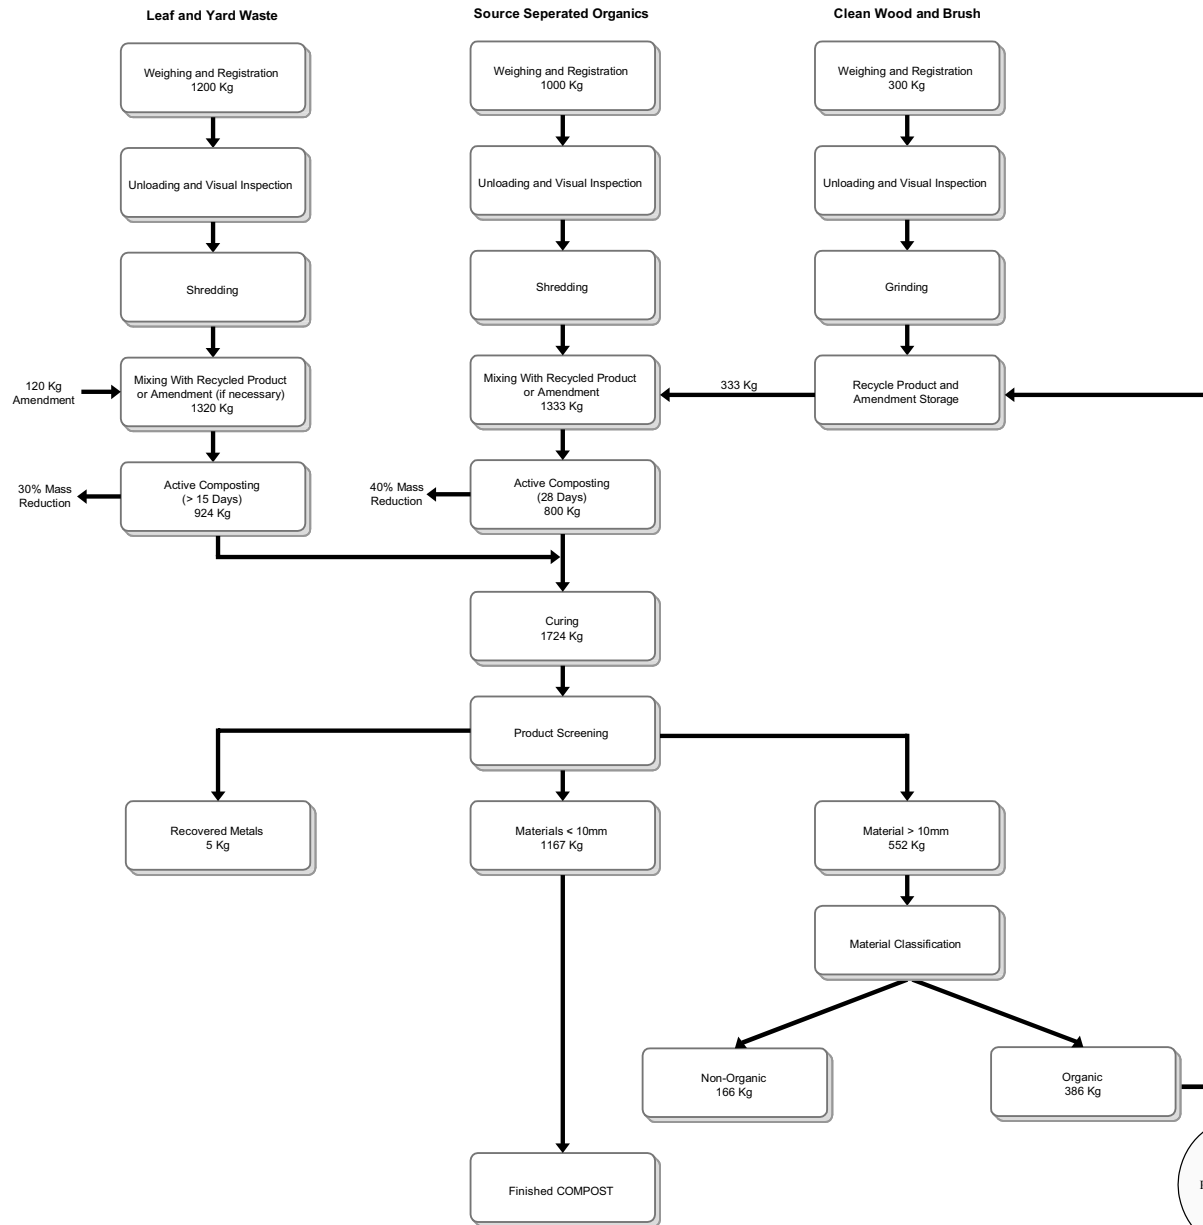 Leaf and Yard Waste
Source Seperated Organics
Clean Wood and Brush
Weighing and Registration
1200 Kg
Weighing and Registration
1000 Kg
Weighing and Registration
300 Kg
Unloading and Visual Inspection
Unloading and Visual Inspection
Unloading and Visual Inspection
Shredding
Shredding
Grinding
120 Kg
Amendment
Mixing With Recycled Product
or Amendment (if necessary)
1320 Kg
Mixing With Recycled Product
or Amendment
1333 Kg
333 Kg
Recycle Product and
Amendment Storage
30% Mass
Reduction
Active Composting
(> 15 Days)
924 Kg
40% Mass
Reduction
Active Composting
(28 Days)
800 Kg
Curing
1724 Kg
Product Screening
Recovered Metals
5 Kg
Materials < 10mm
1167 Kg
Material > 10mm
552 Kg
Material Classification
Non-Organic
166 Kg
Organic
386 Kg
Finished COMPOST